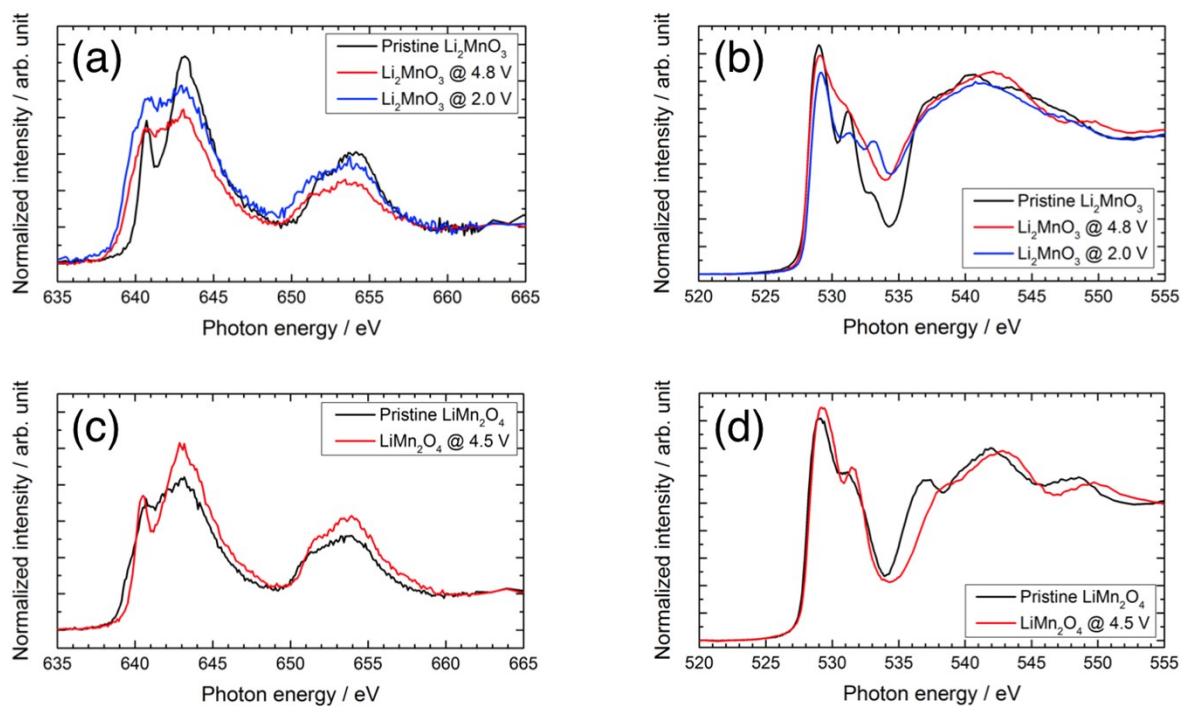 (a)
Normalized intensity / arb. unit
Pristine Li₂MnO₃
Li₂MnO₃ @ 4.8 V
Li₂MnO₃ @ 2.0 V
635 640 645 650 655 660 665
Photon energy / eV
(b)
Normalized intensity / arb. unit
Pristine Li₂MnO₃
Li₂MnO₃ @ 4.8 V
Li₂MnO₃ @ 2.0 V
520 525 530 535 540 545 550 555
Photon energy / eV
(c)
Normalized intensity / arb. unit
Pristine LiMn₂O₄
LiMn₂O₄ @ 4.5 V
635 640 645 650 655 660 665
Photon energy / eV
(d)
Normalized intensity / arb. unit
Pristine LiMn₂O₄
LiMn₂O₄ @ 4.5 V
520 525 530 535 540 545 550 555
Photon energy / eV